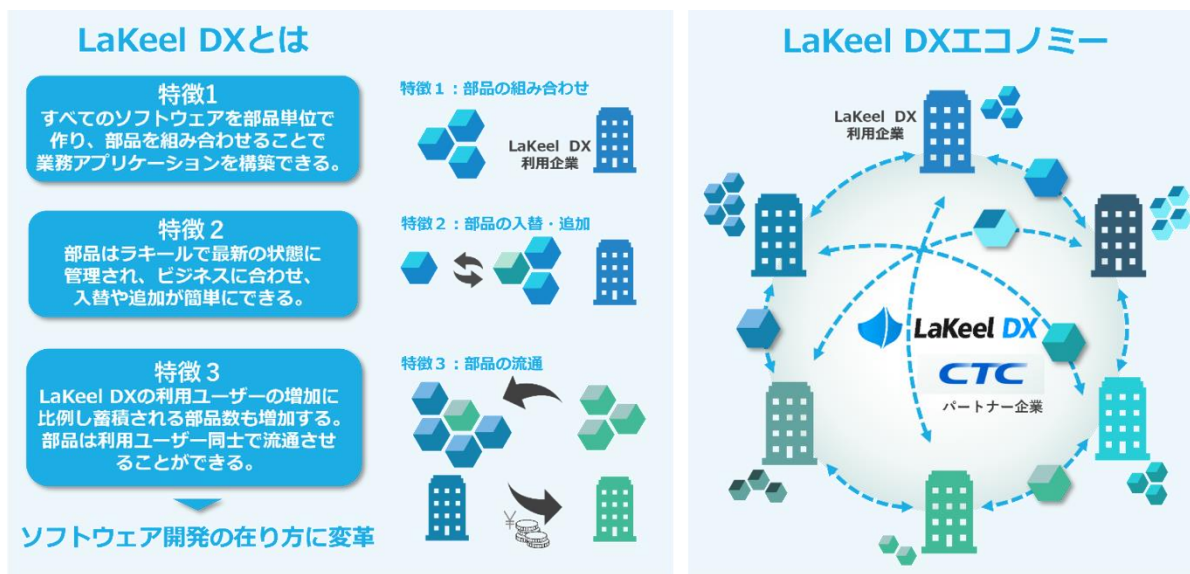 LaKeel DXとは
特徴1
すべてのソフトウェアを部品単位で
作り、部品を組み合わせることで
業務アプリケーションを構築できる。
特徴1：部品の組み合わせ
LaKeel DX
利用企業
特徴２
部品はラキールで最新の状態に
管理され、ビジネスに合わせ、
入替や追加が簡単にできる。
特徴2：部品の入替・追加
特徴３
LaKeel DXの利用ユーザーの増加に
比例し蓄積される部品数も増加する。
部品は利用ユーザー同士で流通させ
ることができる。
特徴3：部品の流通
¥
ソフトウェア開発の在り方に変革
LaKeel DXエコノミー
LaKeel DX
利用企業
LaKeel DX
CTC
パートナー企業